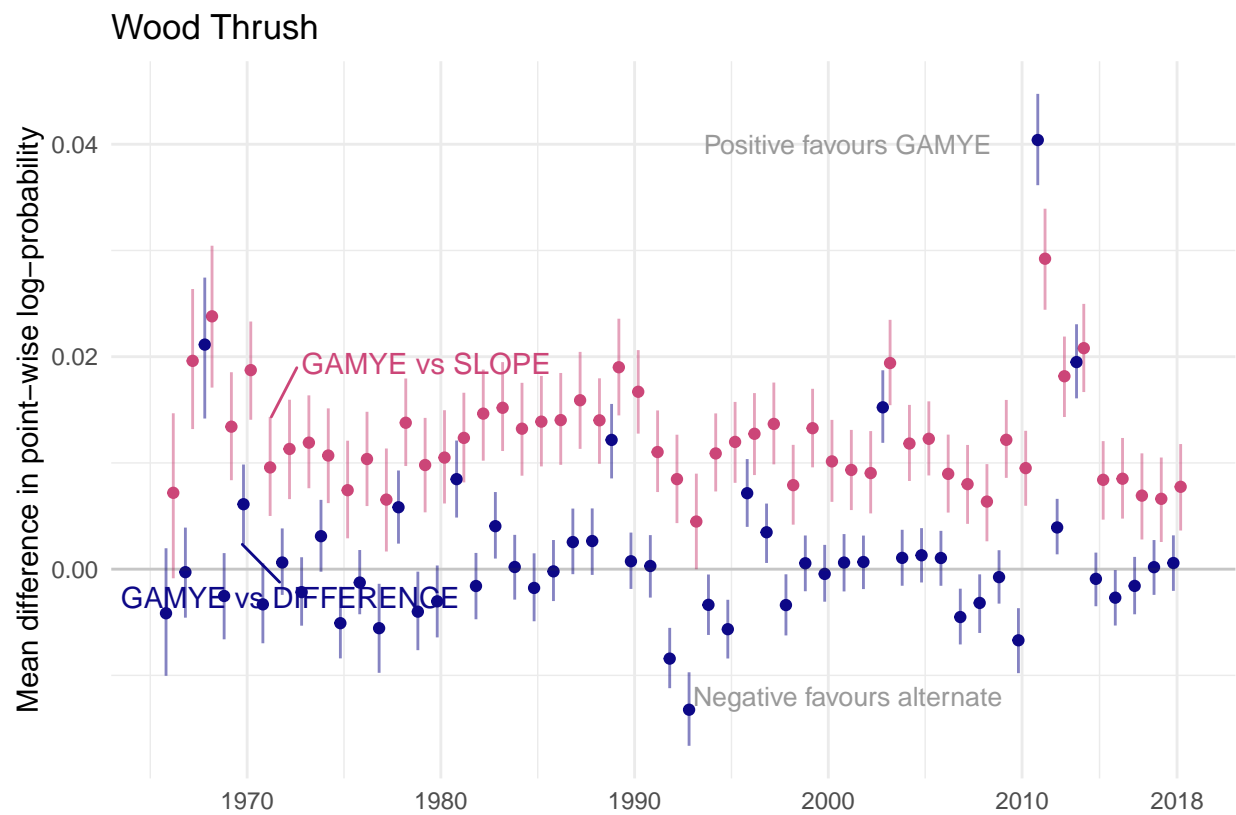 Wood Thrush
Mean difference in point−wise log−probability
0.04
0.02
0.00
Positive favours GAMYE
GAMYE vs SLOPE
GAMYE vs DIFFERENCE
Negative favours alternate
1970
1980
1990
2000
2010
2018